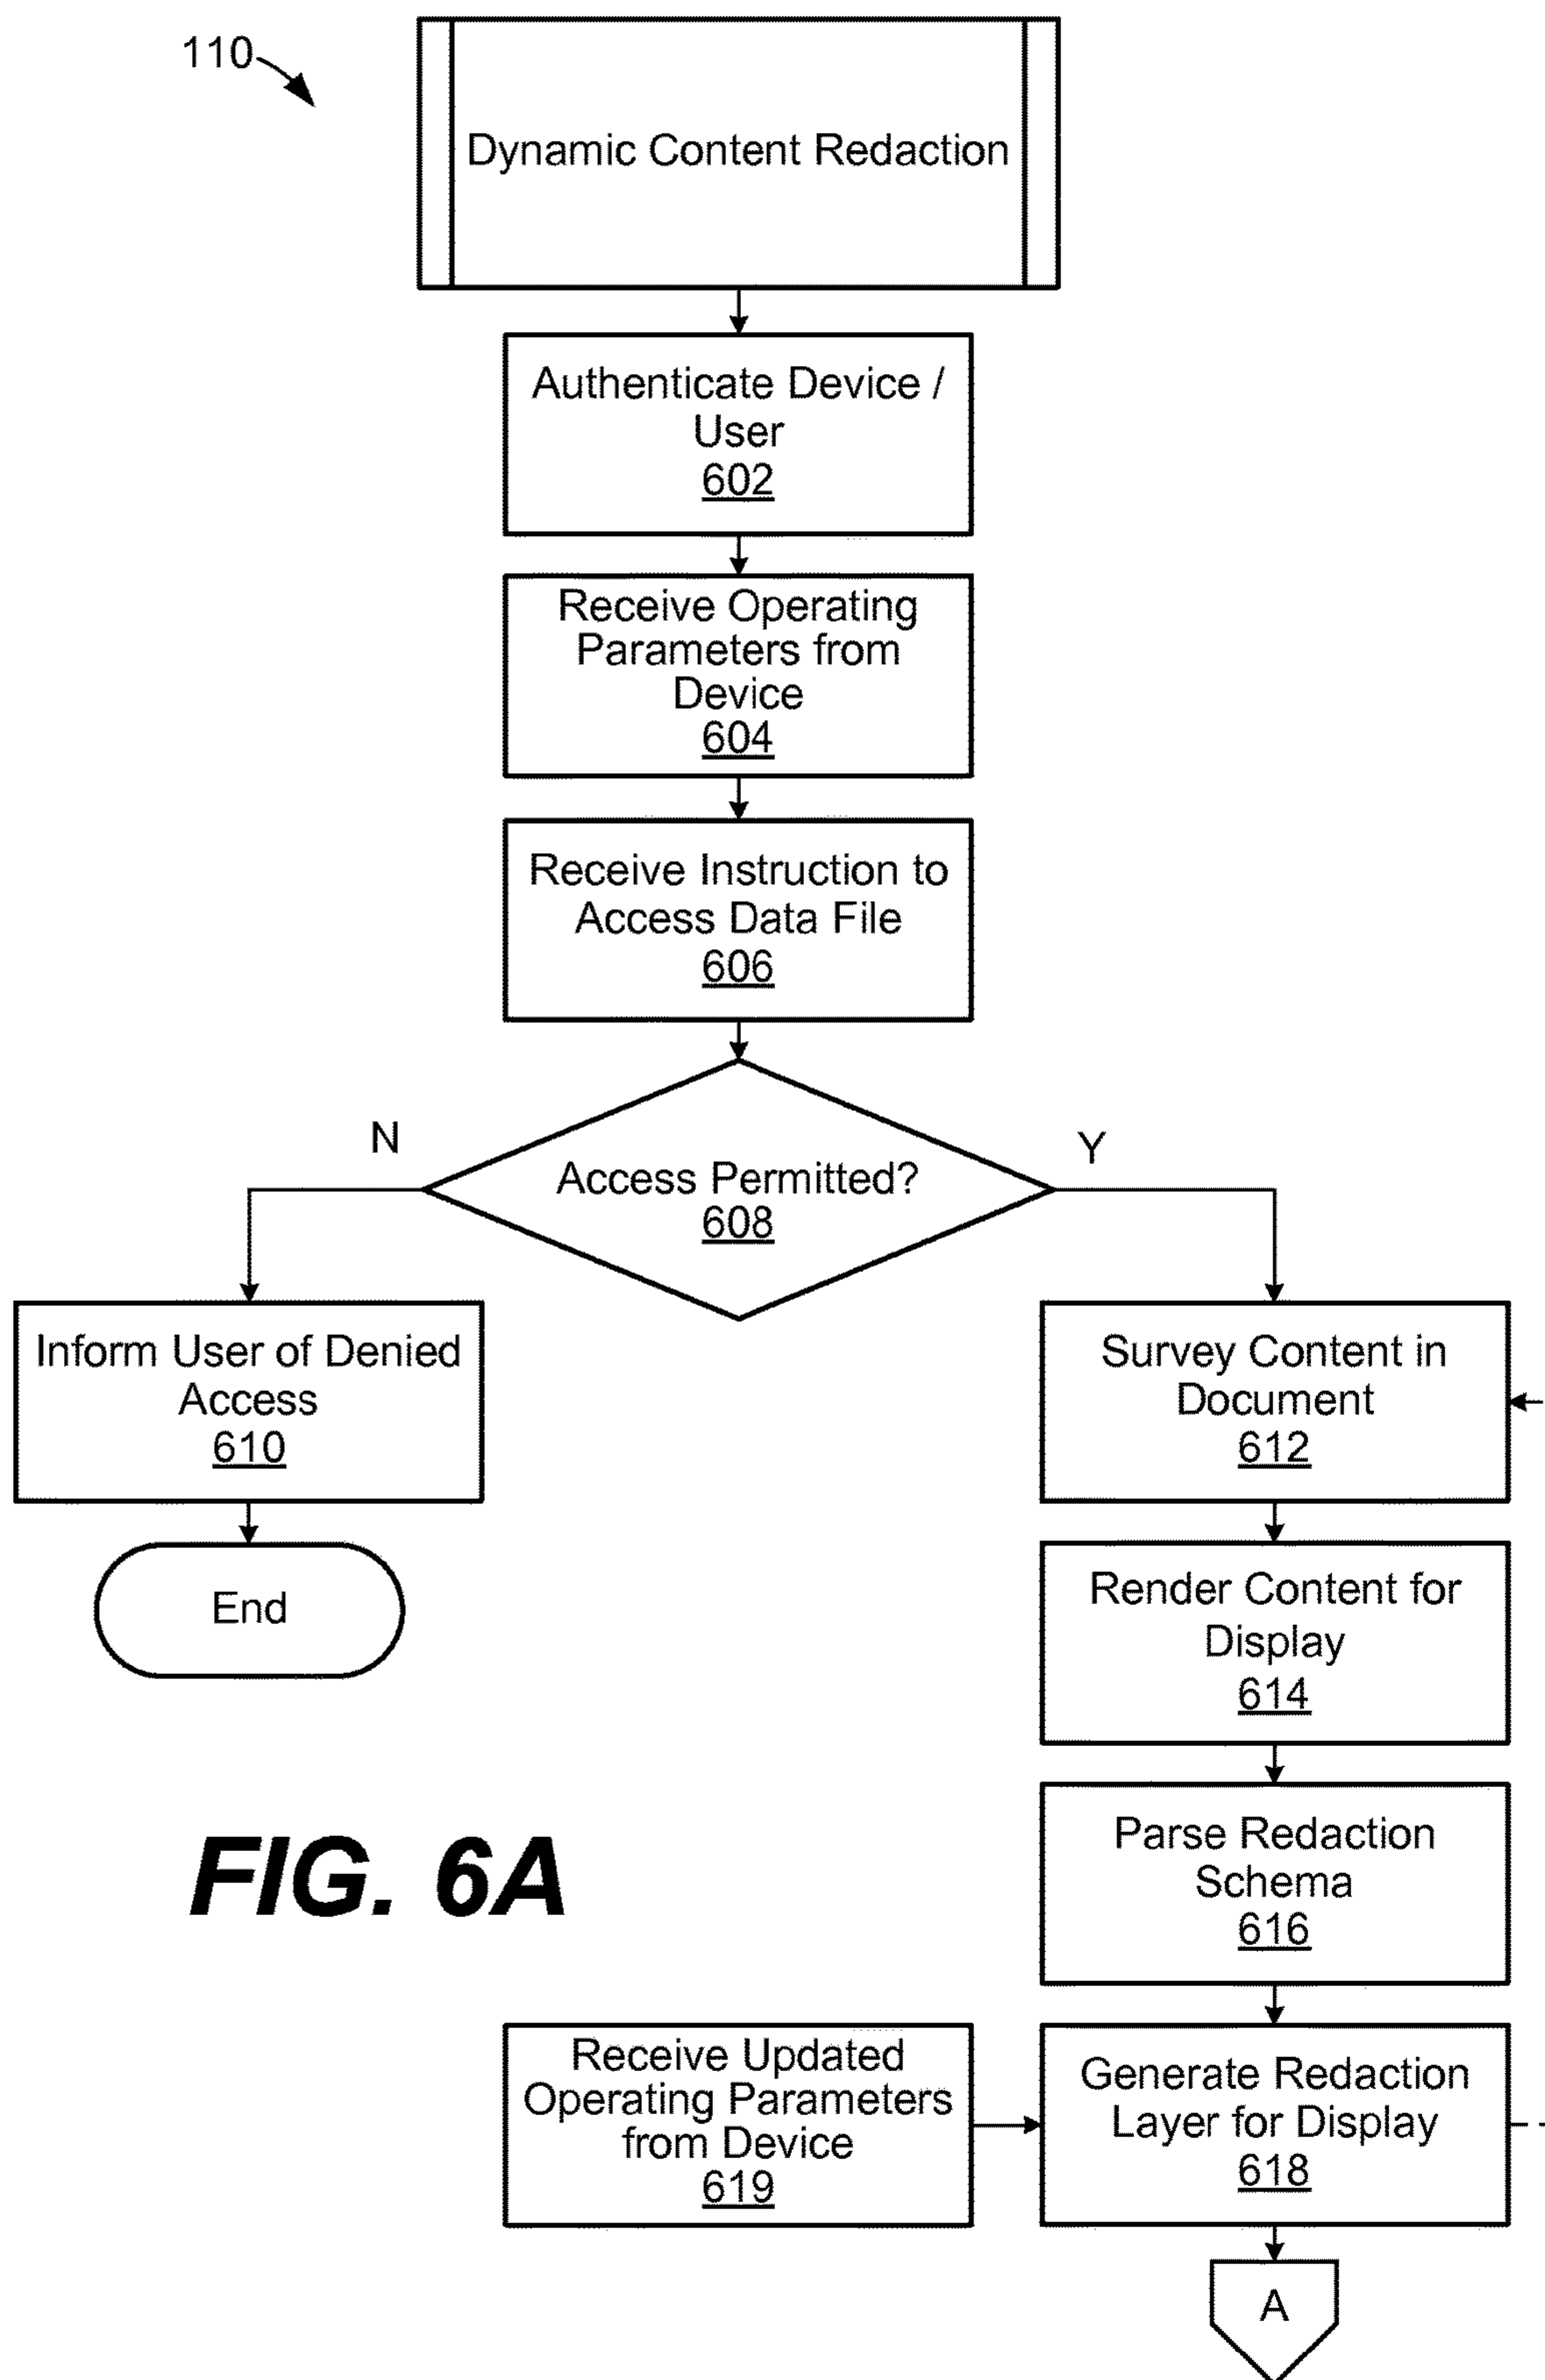 110
Dynamic Content Redaction
Authenticate Device /
User
602
Receive Operating
Parameters from
Device
604
Receive Instruction to
Access Data File
606
N
Y
Access Permitted?
608
Inform User of Denied
Access
610
End
Survey Content in
Document
612
Render Content for
Display
614
Parse Redaction
Schema
616
FIG. 6A
Receive Updated
Operating Parameters
from Device
619
Generate Redaction
Layer for Display
618
A